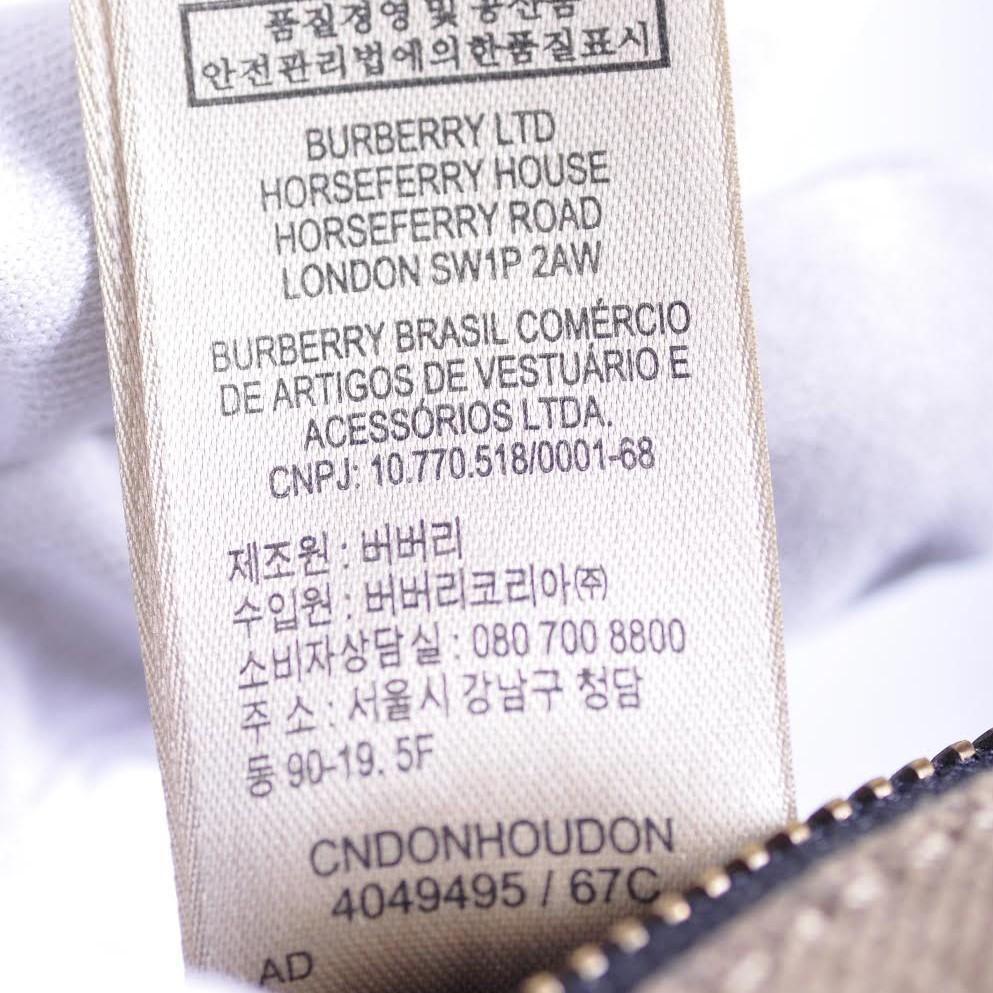 품질경영 및 공산품
안전관리법에의한품질표시
BURBERRY LTD
HORSEFERRY HOUSE
HORSEFERRY ROAD
LONDON SW1P 2AW
BURBERRY BRASIL COMÉRCIO
DE ARTIGOS DE VESTUÁRIO E
ACESSÓRIOS LTDA.
CNPJ: 10.770.518/0001-68
제조원 : 버버리
수입원 : 버버리코리아㈜
소비자상담실 : 080 700 8800
주 소 : 서울시 강남구 청담
동 90-19. 5F
CNDONHOUDON
4049495 / 67C
AD